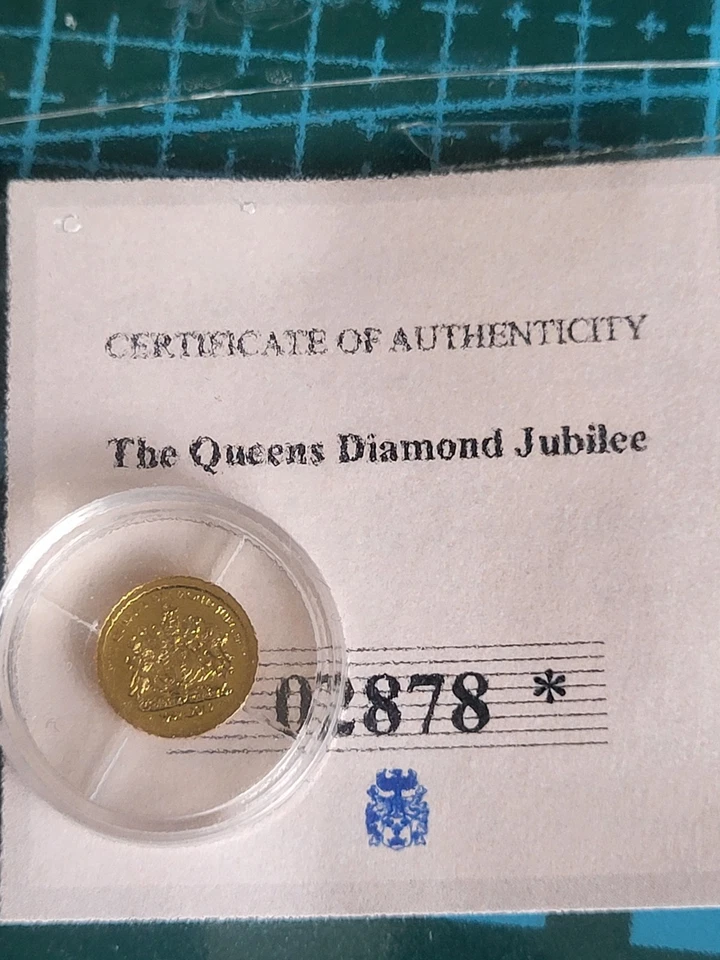 CERTIFICATE OF AUTHENTICITY
The Queens Diamond Jubilee
02878 *